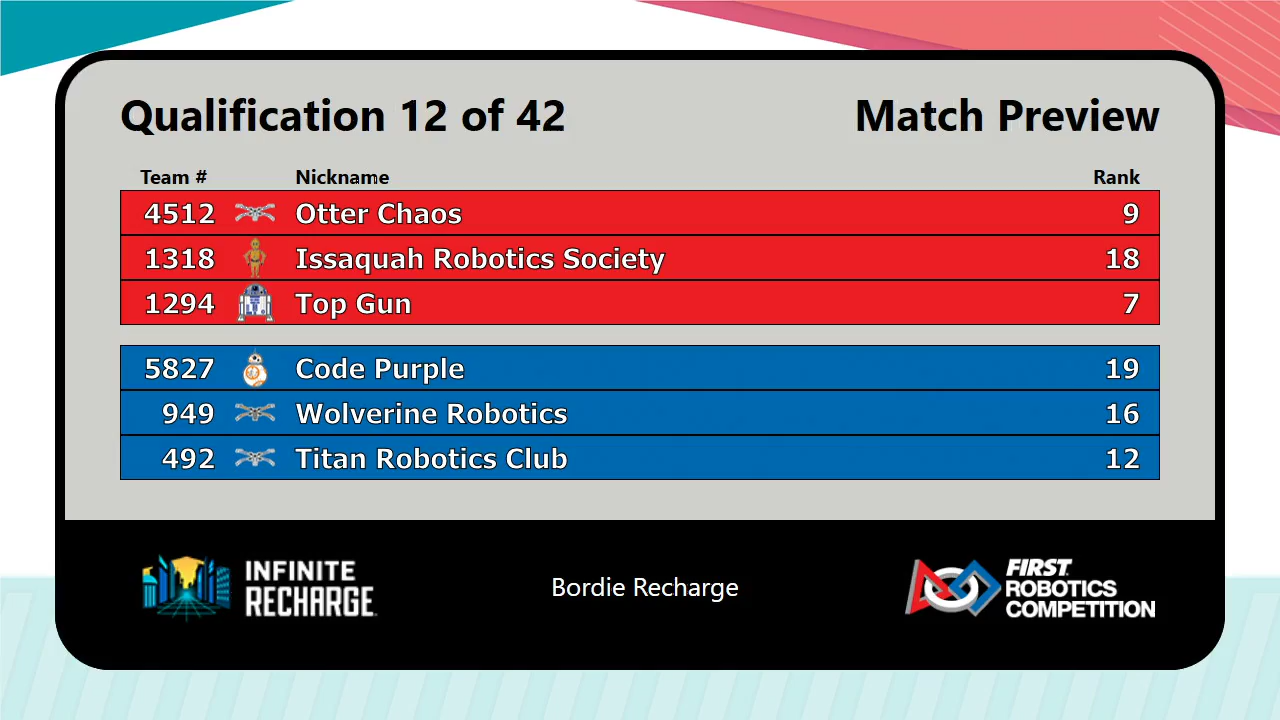 Qualification 12 of 42 Match Preview
Team # Nickname Rank
4512 Otter Chaos 9
1318 Issaquah Robotics Society 18
1294 Top Gun 7
5827 Code Purple 19
949 Wolverine Robotics 16
492 Titan Robotics Club 12
INFINITE
RECHARGE
Bordie Recharge
FIRST
ROBOTICS
COMPETITION